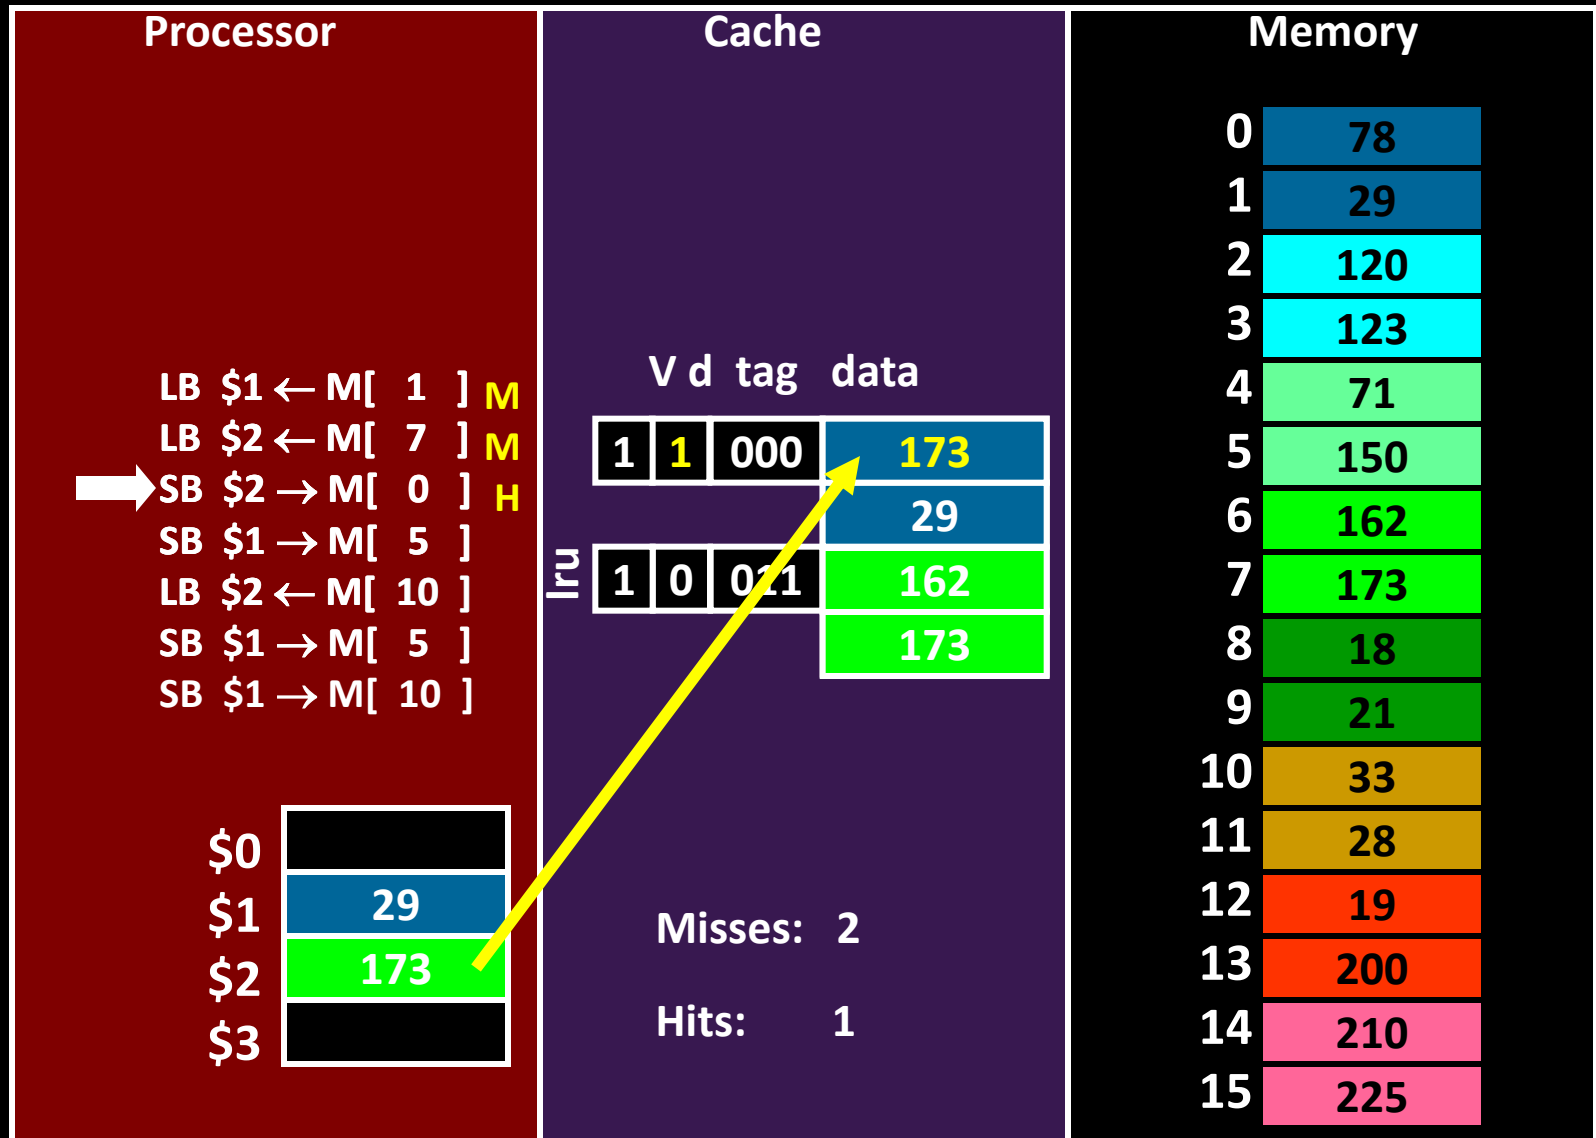 Processor
LB $1 ← M[ 1 ] M
LB $2 ← M[ 7 ] M
SB $2 → M[ 0 ] H
SB $1 → M[ 5 ]
LB $2 ← M[ 10 ]
SB $1 → M[ 5 ]
SB $1 → M[ 10 ]
$0
$1 29
$2 173
$3
Cache
V d tag data
1 1 000 173
29
lru 1 0 011 162
173
Misses: 2
Hits: 1
Memory
0 78
1 29
2 120
3 123
4 71
5 150
6 162
7 173
8 18
9 21
10 33
11 28
12 19
13 200
14 210
15 225